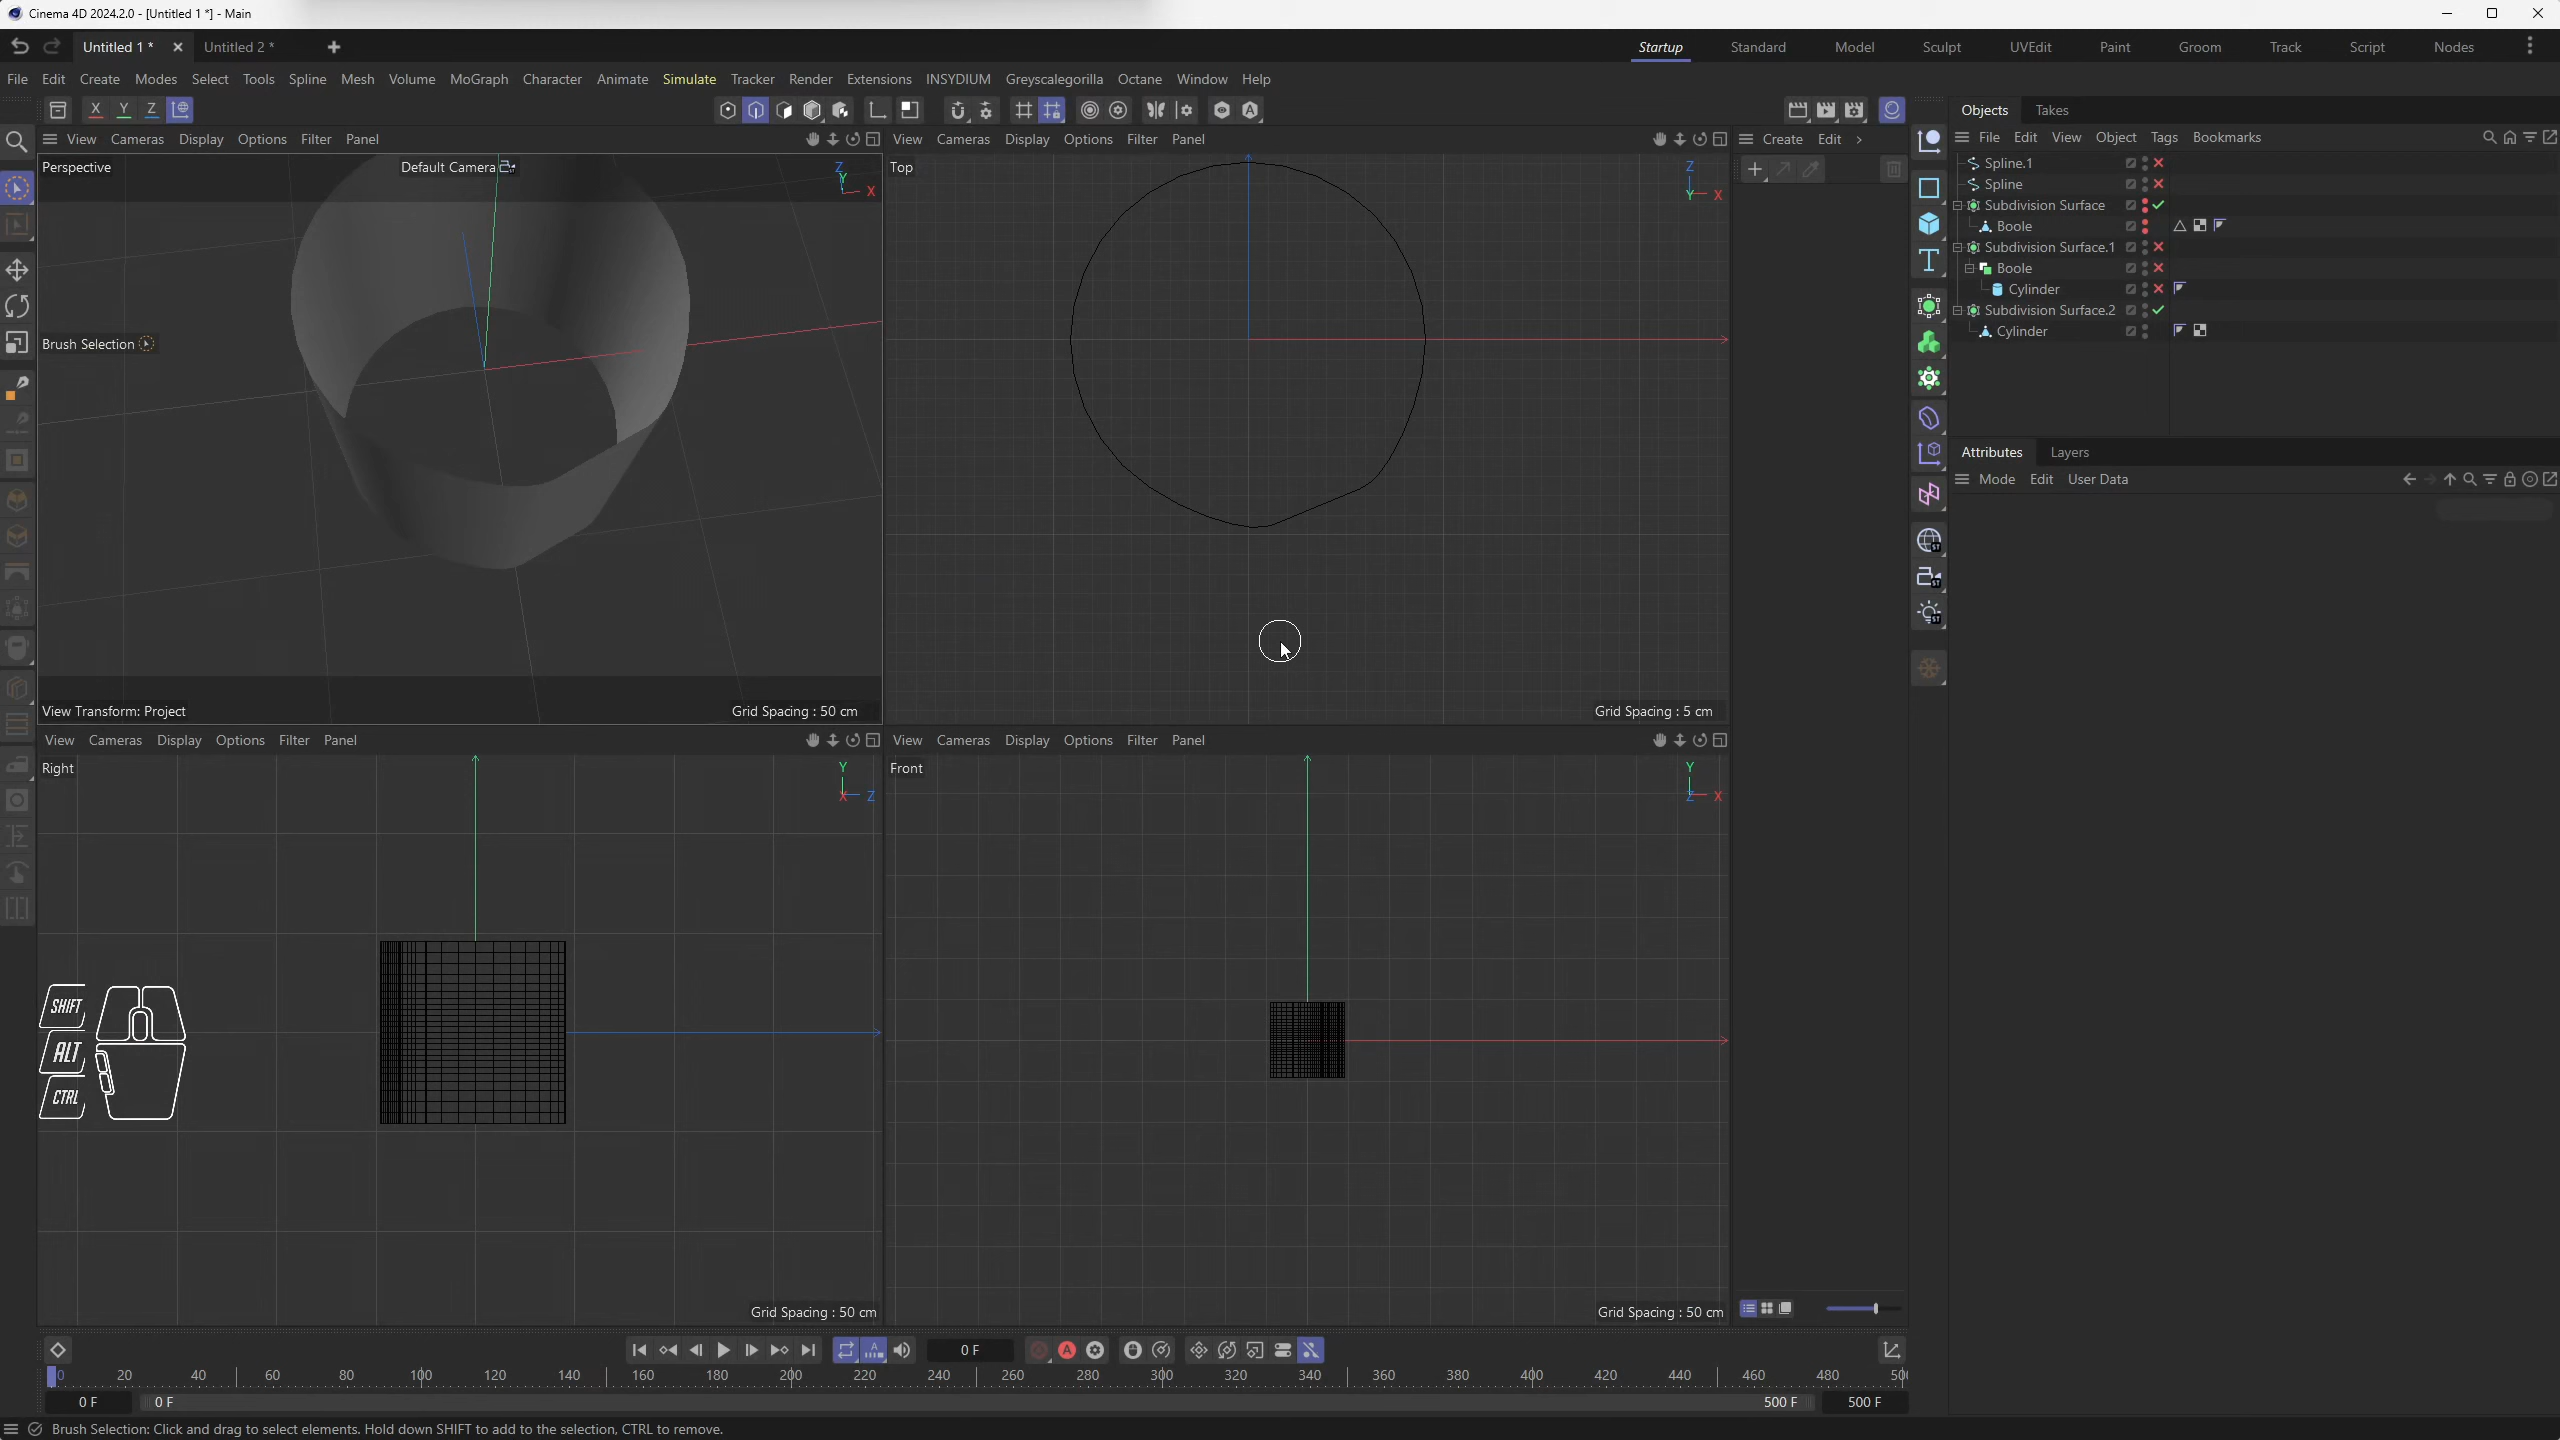 Cinema 4D 2024.2.0 - [Untitled 1 *] - Main
Untitled 1 * Untitled 2 *
Startup Standard Model Sculpt UVEdit Paint Groom Track Script Nodes
File Edit Create Modes Select Tools Spline Mesh Volume MoGraph Character Animate Simulate Tracker Render Extensions INSYDIUM Greyscalegorilla Octane Window Help
X Y Z
View Cameras Display Options Filter Panel
Perspective
Default Camera
Z
Y
X
Brush Selection
View Transform: Project
Grid Spacing : 50 cm
View Cameras Display Options Filter Panel
Top
Z
Y X
Grid Spacing : 5 cm
View Cameras Display Options Filter Panel
Right
Y
X Z
SHIFT
ALT
CTRL
Grid Spacing : 50 cm
View Cameras Display Options Filter Panel
Front
Y
Z X
Grid Spacing : 50 cm
Create Edit
Objects Takes
File Edit View Object Tags Bookmarks
Spline.1
Spline
Subdivision Surface
Boole
Subdivision Surface.1
Boole
Cylinder
Subdivision Surface.2
Cylinder
Attributes Layers
Mode Edit User Data
0 F
0 20 40 60 80 100 120 140 160 180 200 220 240 260 280 300 320 340 360 380 400 420 440 460 480 500
0 F 0 F 500 F 500 F
Brush Selection: Click and drag to select elements. Hold down SHIFT to add to the selection, CTRL to remove.